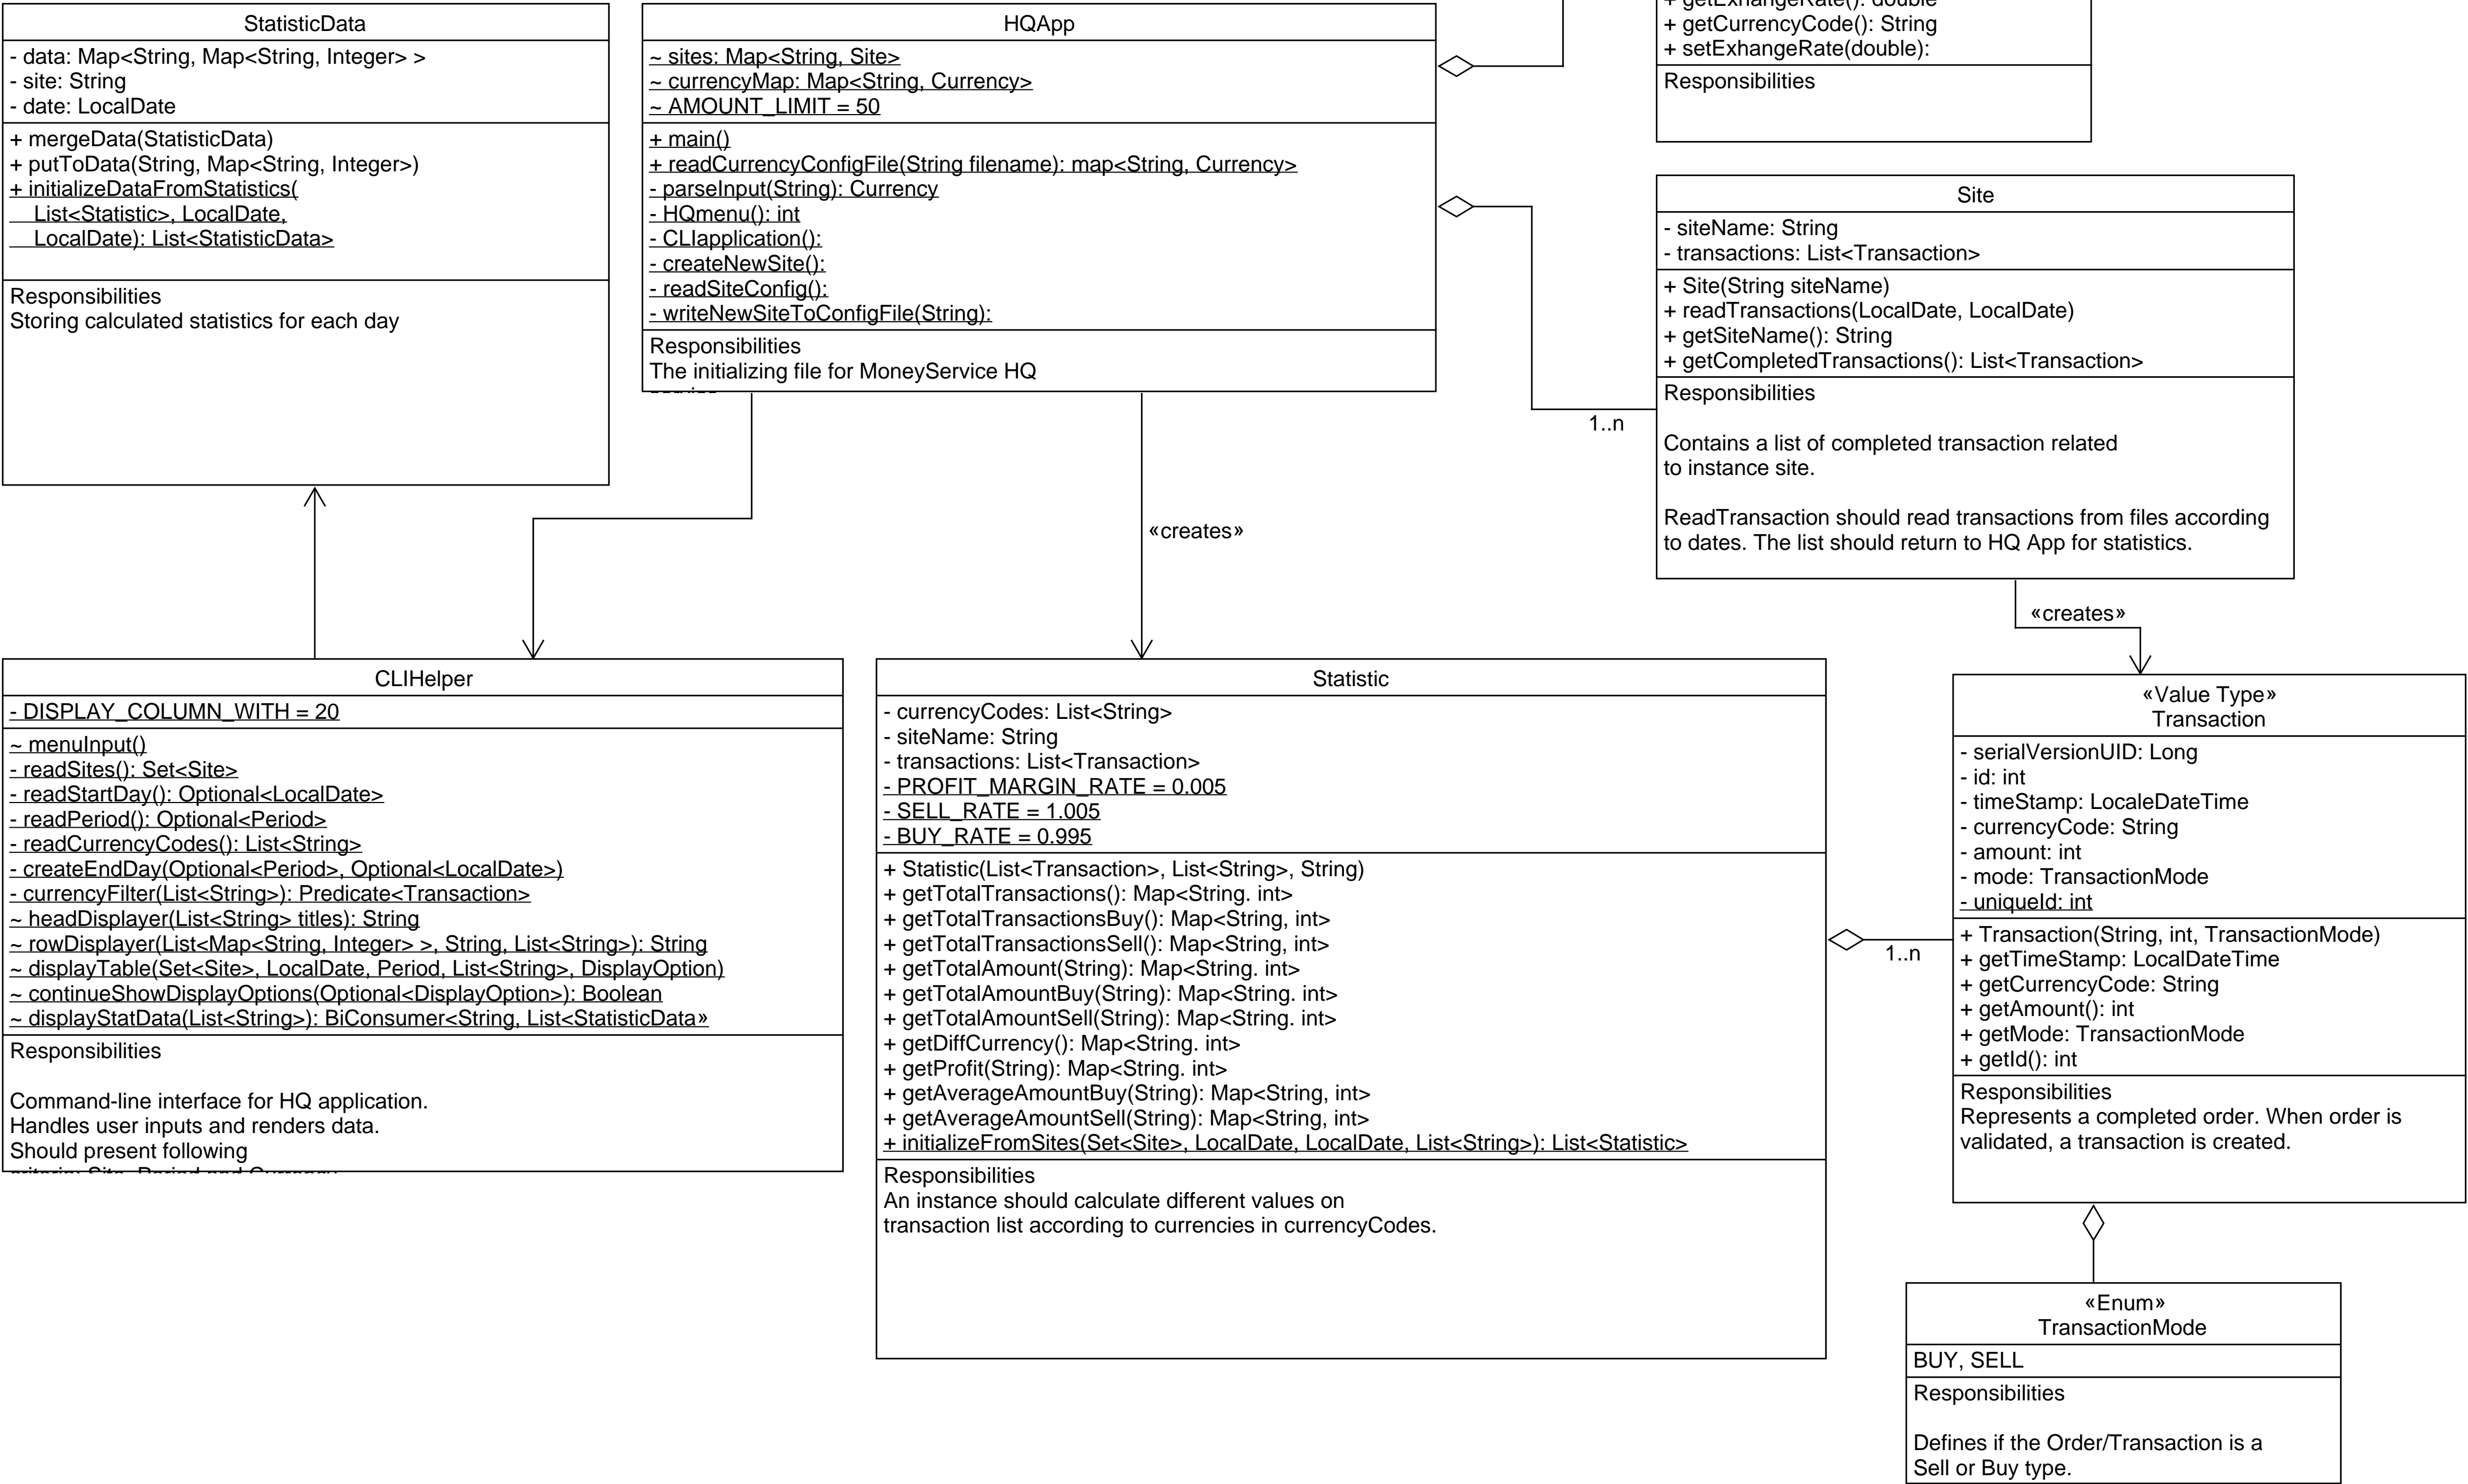 StatisticData
- data: Map<String, Map<String, Integer> >
- site: String
- date: LocalDate
+ mergeData(StatisticData)
+ putToData(String, Map<String, Integer>)
+ initializeDataFromStatistics(
List<Statistic>, LocalDate,
LocalDate): List<StatisticData>
Responsibilities
Storing calculated statistics for each day
HQApp
~ sites: Map<String, Site>
~ currencyMap: Map<String, Currency>
~ AMOUNT_LIMIT = 50
+ main()
+ readCurrencyConfigFile(String filename): map<String, Currency>
- parseInput(String): Currency
- HQmenu(): int
- CLIapplication():
- createNewSite():
- readSiteConfig():
- writeNewSiteToConfigFile(String):
Responsibilities
The initializing file for MoneyService HQ
+ getExhangeRate(): double
+ getCurrencyCode(): String
+ setExhangeRate(double):
Responsibilities
Site
- siteName: String
- transactions: List<Transaction>
+ Site(String siteName)
+ readTransactions(LocalDate, LocalDate)
+ getSiteName(): String
+ getCompletedTransactions(): List<Transaction>
Responsibilities
Contains a list of completed transaction related
to instance site.
ReadTransaction should read transactions from files according
to dates. The list should return to HQ App for statistics.
1..n
«creates»
«creates»
CLIHelper
- DISPLAY_COLUMN_WITH = 20
~ menuInput()
- readSites(): Set<Site>
- readStartDay(): Optional<LocalDate>
- readPeriod(): Optional<Period>
- readCurrencyCodes(): List<String>
- createEndDay(Optional<Period>, Optional<LocalDate>)
- currencyFilter(List<String>): Predicate<Transaction>
~ headDisplayer(List<String> titles): String
~ rowDisplayer(List<Map<String, Integer> >, String, List<String>): String
~ displayTable(Set<Site>, LocalDate, Period, List<String>, DisplayOption)
~ continueShowDisplayOptions(Optional<DisplayOption>): Boolean
~ displayStatData(List<String>): BiConsumer<String, List<StatisticData»
Responsibilities
Command-line interface for HQ application.
Handles user inputs and renders data.
Should present following
criteria: Site, Period and Currency
Statistic
- currencyCodes: List<String>
- siteName: String
- transactions: List<Transaction>
- PROFIT_MARGIN_RATE = 0.005
- SELL_RATE = 1.005
- BUY_RATE = 0.995
+ Statistic(List<Transaction>, List<String>, String)
+ getTotalTransactions(): Map<String. int>
+ getTotalTransactionsBuy(): Map<String, int>
+ getTotalTransactionsSell(): Map<String, int>
+ getTotalAmount(String): Map<String. int>
+ getTotalAmountBuy(String): Map<String. int>
+ getTotalAmountSell(String): Map<String. int>
+ getDiffCurrency(): Map<String. int>
+ getProfit(String): Map<String. int>
+ getAverageAmountBuy(String): Map<String, int>
+ getAverageAmountSell(String): Map<String, int>
+ initializeFromSites(Set<Site>, LocalDate, LocalDate, List<String>): List<Statistic>
Responsibilities
An instance should calculate different values on
transaction list according to currencies in currencyCodes.
1..n
«Value Type»
Transaction
- serialVersionUID: Long
- id: int
- timeStamp: LocaleDateTime
- currencyCode: String
- amount: int
- mode: TransactionMode
- uniqueId: int
+ Transaction(String, int, TransactionMode)
+ getTimeStamp: LocalDateTime
+ getCurrencyCode: String
+ getAmount(): int
+ getMode: TransactionMode
+ getId(): int
Responsibilities
Represents a completed order. When order is
validated, a transaction is created.
«Enum»
TransactionMode
BUY, SELL
Responsibilities
Defines if the Order/Transaction is a
Sell or Buy type.